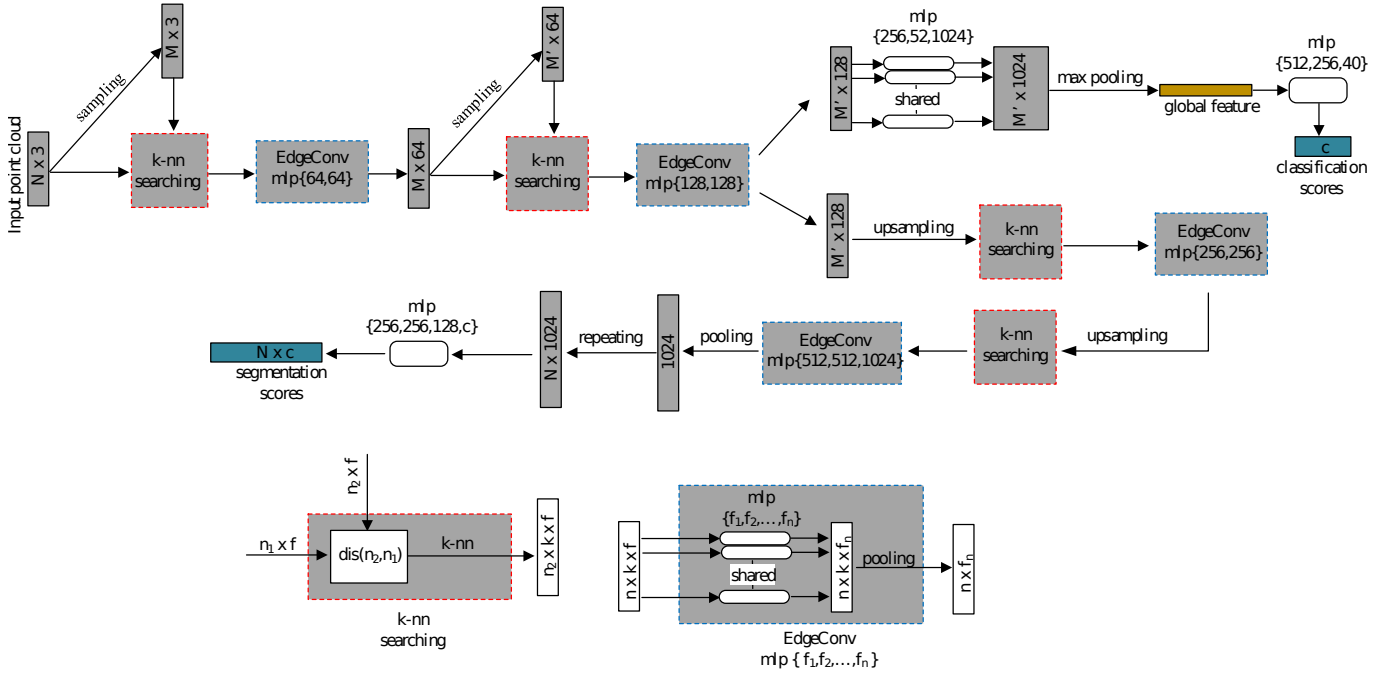 Input point cloud
N x 3
sampling
M x 3
k-nn
searching
EdgeConv
mlp{64,64}
M x 64
sampling
M' x 64
k-nn
searching
EdgeConv
mlp{128,128}
M' x 128
mlp
{256,52,1024}
shared
M' x 1024
max pooling
global feature
mlp
{512,256,40}
c
classification
scores
M' x 128
upsampling
k-nn
searching
EdgeConv
mlp{256,256}
upsampling
k-nn
searching
EdgeConv
mlp{512,512,1024}
pooling
1024
repeating
N x 1024
mlp
{256,256,128,c}
N x c
segmentation
scores
n₂ x f
n₁ x f
dis(n₂,n₁)
k-nn
n₂ x k x f
k-nn
searching
n x k x f
mlp
{f₁,f₂,...,fₙ}
shared
n x k x fₙ
pooling
n x fₙ
EdgeConv
mlp { f₁,f₂,...,fₙ}